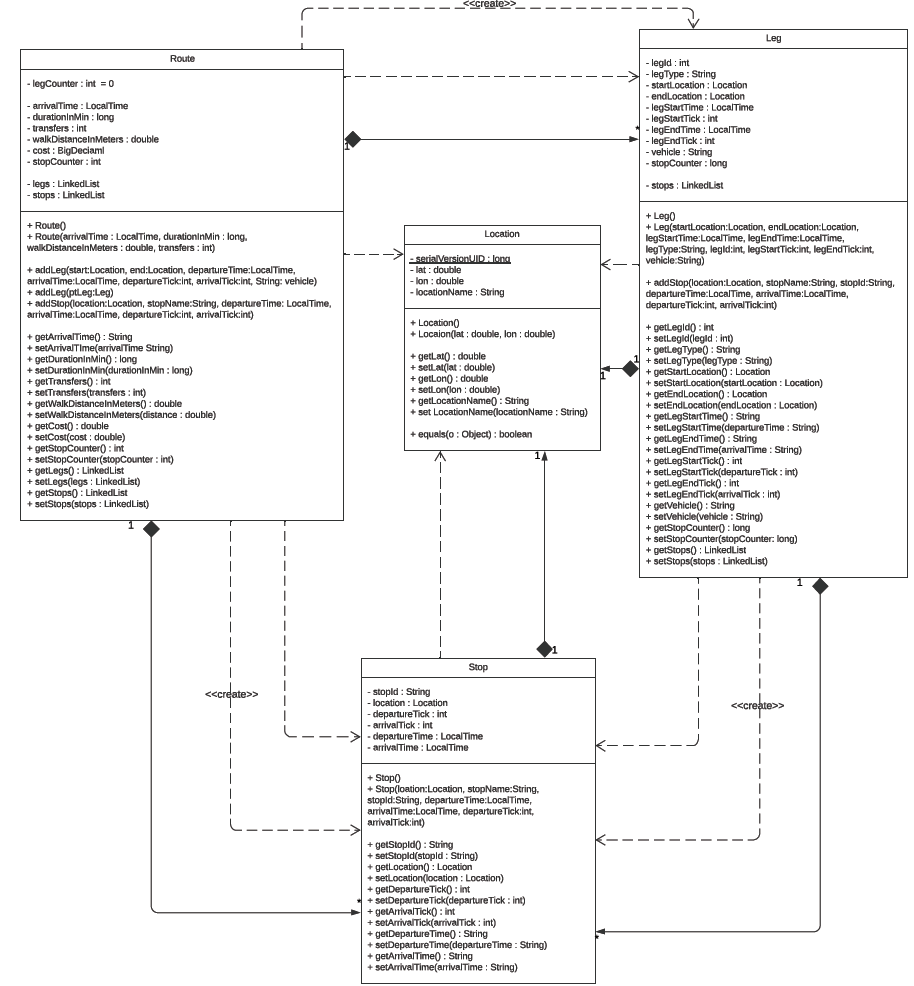 <<create>>
Route
- legCounter : int = 0
- arrivalTime : LocalTime
- durationInMin : long
- transfers : int
- walkDistanceInMeters : double
- cost : BigDeciaml
- stopCounter : int
- legs : LinkedList
- stops : LinkedList
+ Route()
+ Route(arrivalTime : LocalTime, durationInMin : long,
walkDistanceInMeters : double, transfers : int)
+ addLeg(start:Location, end:Location, departureTime:LocalTime,
arrivalTime:LocalTime, departureTick:int, arrivalTick:int, String: vehicle)
+ addLeg(ptLeg:Leg)
+ addStop(location:Location, stopName:String, departureTime: LocalTime,
arrivalTime:LocalTime, departureTick:int, arrivalTick:int)
+ getArrivalTime() : String
+ setArrivalTIme(arrivalTime String)
+ getDurationInMin() : long
+ setDurationInMin(durationInMin : long)
+ getTransfers() : int
+ setTransfers(transfers : int)
+ getWalkDistanceInMeters() : double
+ setWalkDistanceInMeters(distance : double)
+ getCost() : double
+ setCost(cost : double)
+ getStopCounter() : int
+ setStopCounter(stopCounter : int)
+ getLegs() : LinkedList
+ setLegs(legs : LinkedList)
+ getStops() : LinkedList
+ setStops(stops : LinkedList)
1
*
1
Location
- serialVersionUID : long
- lat : double
- lon : double
- locationName : String
+ Location()
+ Locaion(lat : double, lon : double)
+ getLat() : double
+ setLat(lat : double)
+ getLon() : double
+ setLon(lon : double)
+ getLocationName() : String
+ set LocationName(locationName : String)
+ equals(o : Object) : boolean
1
1
1
1
Leg
- legId : int
- legType : String
- startLocation : Location
- endLocation : Location
- legStartTime : LocalTime
- legStartTick : int
- legEndTime : LocalTime
- legEndTick : int
- vehicle : String
- stopCounter : long
- stops : LinkedList
+ Leg()
+ Leg(startLocation:Location, endLocation:Location,
legStartTime:LocalTime, legEndTime:LocalTime,
legType:String, legId:int, legStartTick:int, legEndTick:int,
vehicle:String)
+ addStop(location:Location, stopName:String, stopId:String,
departureTime:LocalTime, arrivalTime:LocalTime,
departureTick:int, arrivalTick:int)
+ getLegId() : int
+ setLegId(legId : int)
+ getLegType() : String
+ setLegType(legType : String)
+ getStartLocation() : Location
+ setStartLocation(startLocation : Location)
+ getEndLocation() : Location
+ setEndLocation(endLocation : Location)
+ getLegStartTime() : String
+ setLegStartTime(departureTime : String)
+ getLegEndTime() : String
+ setLegEndTime(arrivalTime : String)
+ getLegStartTick() : int
+ setLegStartTick(departureTick : int)
+ getLegEndTick() : int
+ setLegEndTick(arrivalTick : int)
+ getVehicle() : String
+ setVehicle(vehicle : String)
+ getStopCounter() : long
+ setStopCounter(stopCounter: long)
+ getStops() : LinkedList
+ setStops(stops : LinkedList)
1
<<create>>
<<create>>
Stop
- stopId : String
- location : Location
- departureTick : int
- arrivalTick : int
- departureTime : LocalTime
- arrivalTime : LocalTime
+ Stop()
+ Stop(loation:Location, stopName:String,
stopId:String, departureTime:LocalTime,
arrivalTime:LocalTime, departureTick:int,
arrivalTick:int)
+ getStopId() : String
+ setStopId(stopId : String)
+ getLocation() : Location
+ setLocation(location : Location)
+ getDepartureTick() : int
+ setDepartureTick(departureTick : int)
+ getArrivalTick() : int
+ setArrivalTick(arrivalTick : int)
+ getDepartureTime() : String
+ setDepartureTime(departureTime : String)
+ getArrivalTime() : String
+ setArrivalTime(arrivalTime : String)
*
*